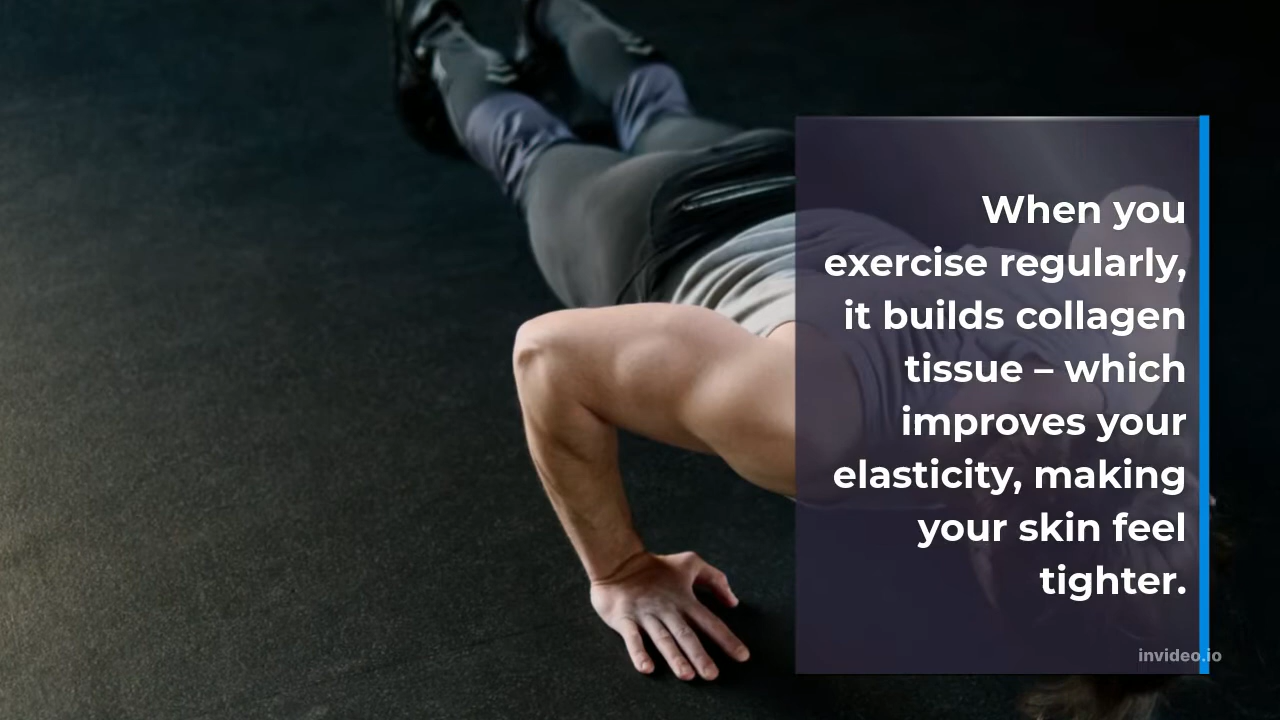 When you
exercise regularly,
it builds collagen
tissue – which
improves your
elasticity, making
your skin feel
tighter.
invideo.io